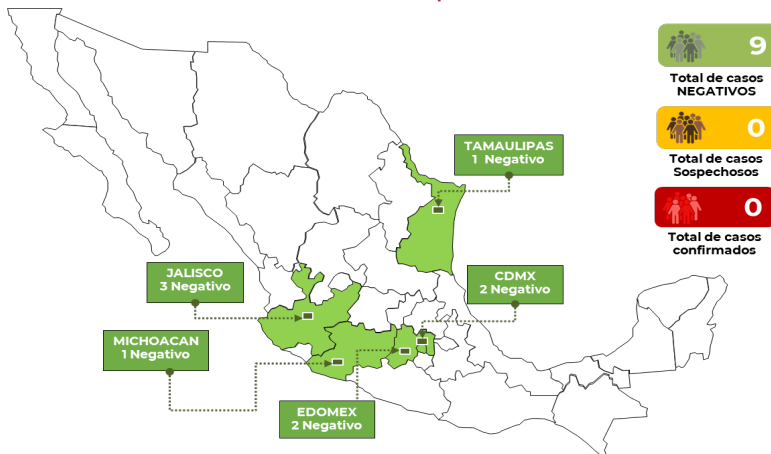 9
Total de casos
NEGATIVOS
0
Total de casos
Sospechosos
0
Total de casos
confirmados
TAMAULIPAS
1 Negativo
JALISCO
3 Negativo
CDMX
2 Negativo
MICHOACAN
1 Negativo
EDOMEX
2 Negativo